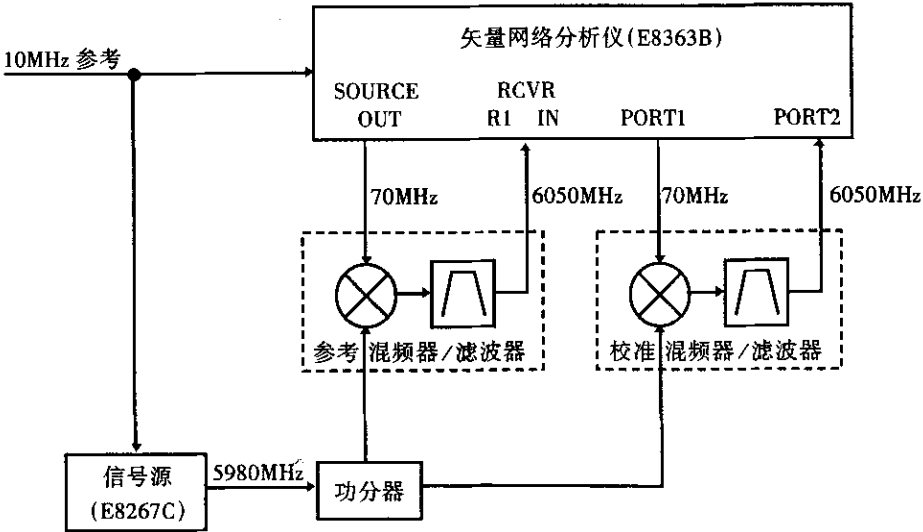 矢量网络分析仪(E8363B)
10MHz 参考
SOURCE
OUT
RCVR
R1 IN
PORT1
PORT2
70MHz
6050MHz
70MHz
6050MHz
参考 混频器/滤波器
校准 混频器/滤波器
信号源
(E8267C)
5980MHz
功分器